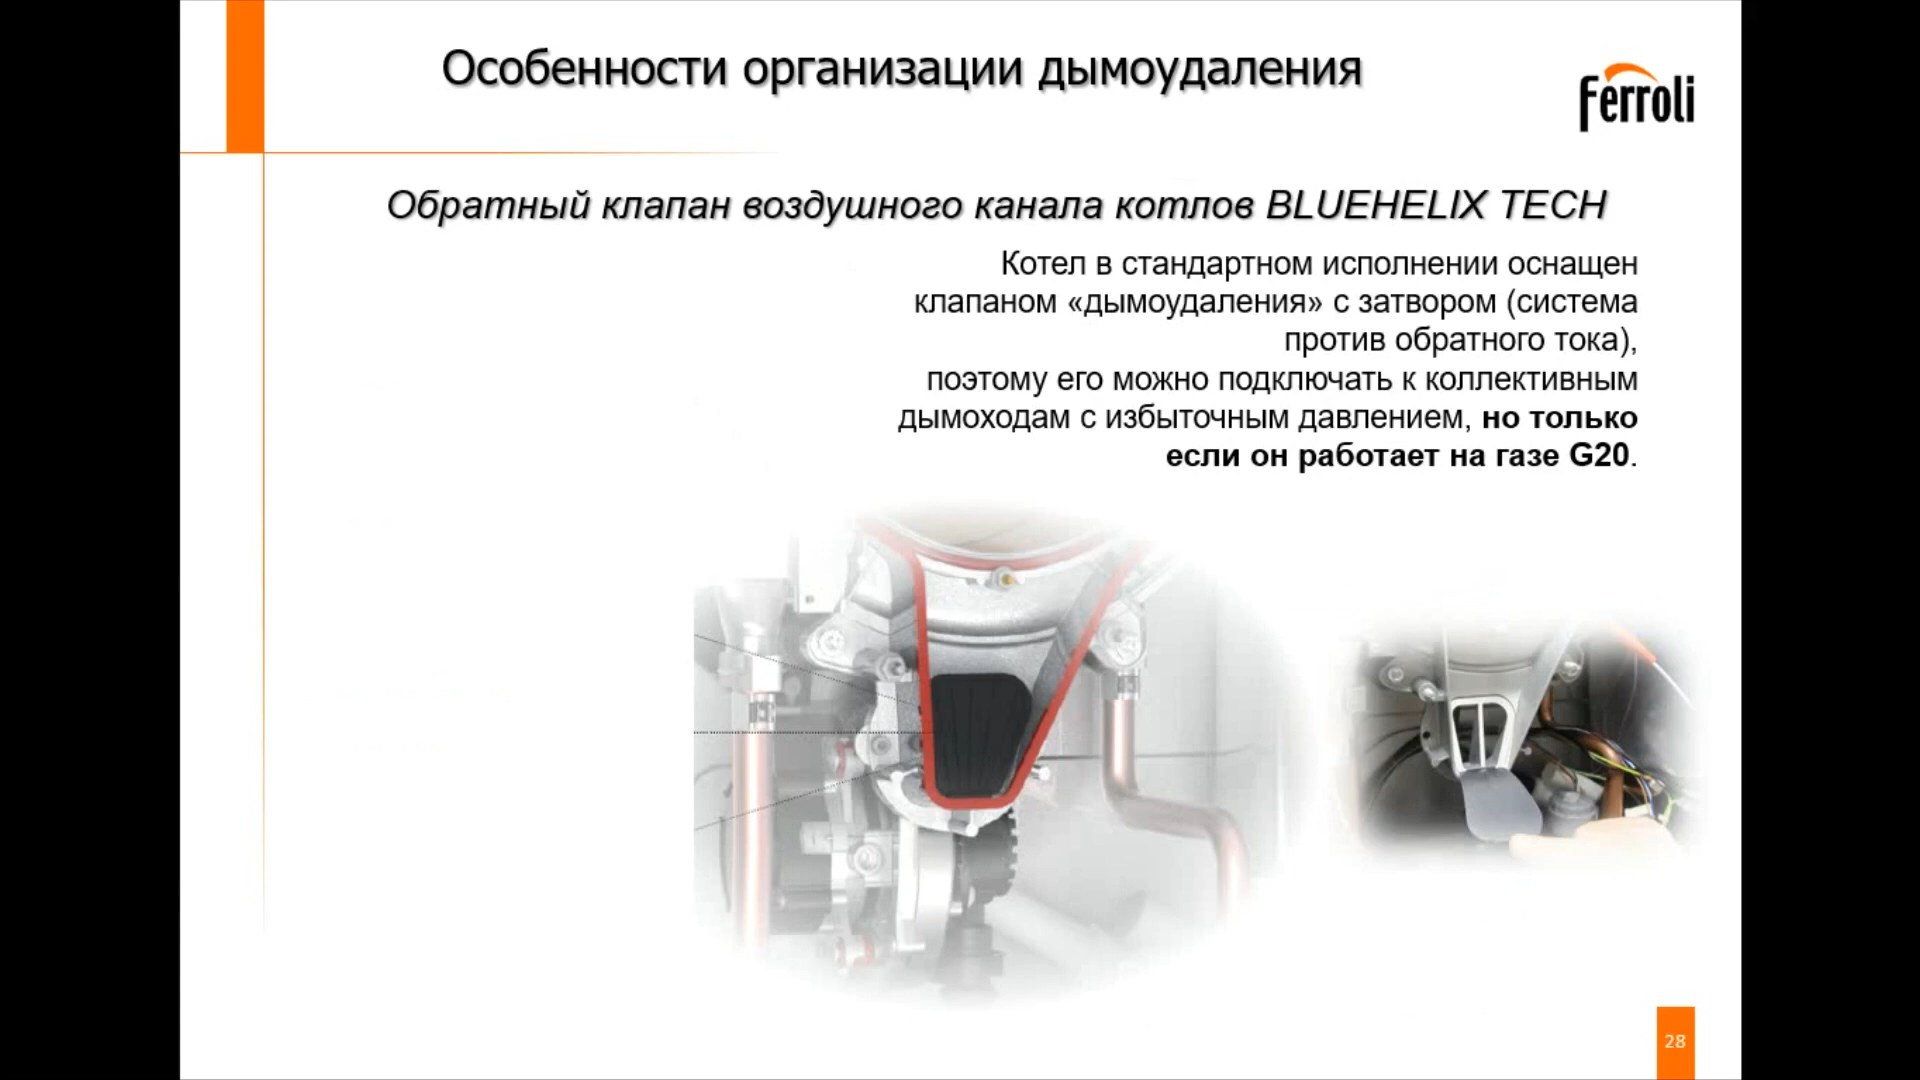 Особенности организации дымоудаления
Ferroli
Обратный клапан воздушного канала котлов BLUEHELIX TECH
Котел в стандартном исполнении оснащен
клапаном «дымоудаления» с затвором (система
против обратного тока),
поэтому его можно подключать к коллективным
дымоходам с избыточным давлением, но только
если он работает на газе G20.
28